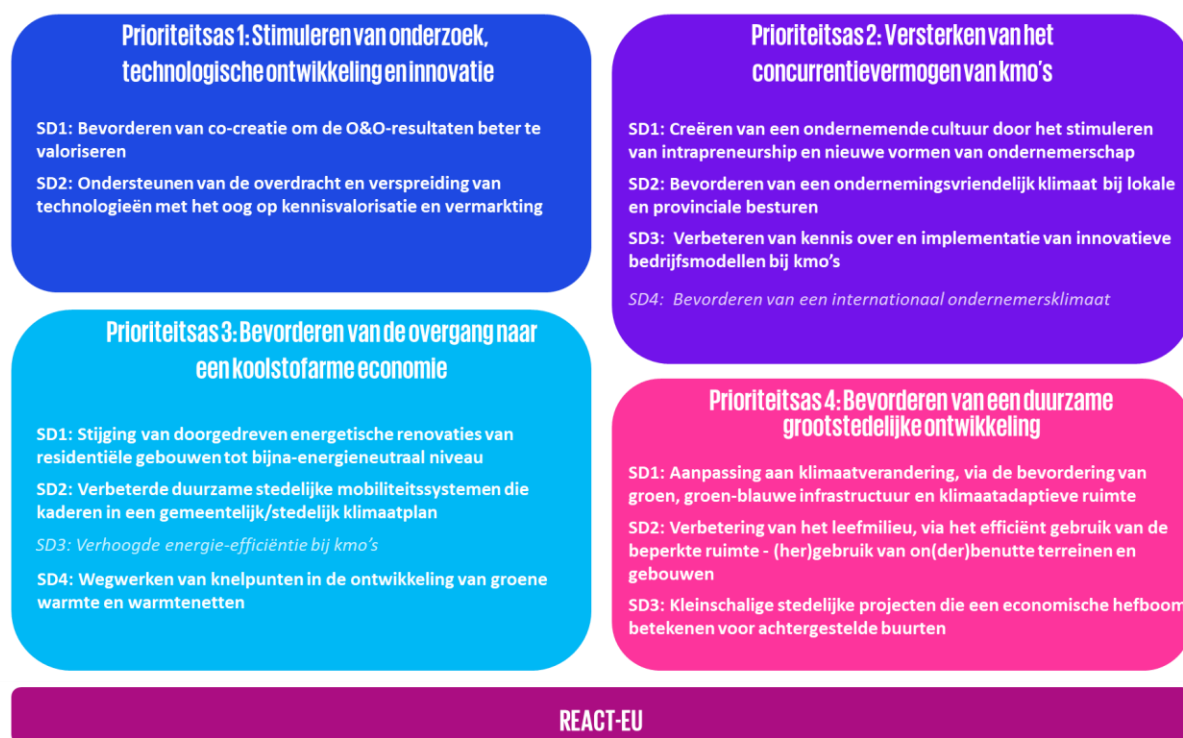 Prioriteitsas 1: Stimuleren van onderzoek,
technologische ontwikkeling en innovatie
SD1: Bevorderen van co-creatie om de O&O-resultaten beter te
valoriseren
SD2: Ondersteunen van de overdracht en verspreiding van
technologieën met het oog op kennisvalorisatie en vermarkting
Prioriteitsas 2: Versterken van het
concurrentievermogen van kmo's
SD1: Creëren van een ondernemende cultuur door het stimuleren
van intrapreneurship en nieuwe vormen van ondernemerschap
SD2: Bevorderen van een ondernemingsvriendelijk klimaat bij lokale
en provinciale besturen
SD3: Verbeteren van kennis over en implementatie van innovatieve
bedrijfsmodellen bij kmo's
SD4: Bevorderen van een internationaal ondernemersklimaat
Prioriteitsas 3: Bevorderen van de overgang naar
een koolstofarme economie
SD1: Stijging van doorgedreven energetische renovaties van
residentiële gebouwen tot bijna-energieneutraal niveau
SD2: Verbeterde duurzame stedelijke mobiliteitssystemen die
kaderen in een gemeentelijk/stedelijk klimaatplan
SD3: Verhoogde energie-efficiëntie bij kmo's
SD4: Wegwerken van knelpunten in de ontwikkeling van groene
warmte en warmtenetten
Prioriteitsas 4: Bevorderen van een duurzame
grootstedelijke ontwikkeling
SD1: Aanpassing aan klimaatverandering, via de bevordering van
groen, groen-blauwe infrastructuur en klimaatadaptieve ruimte
SD2: Verbetering van het leefmilieu, via het efficiënt gebruik van de
beperkte ruimte - (her)gebruik van on(der)benutte terreinen en
gebouwen
SD3: Kleinschalige stedelijke projecten die een economische hefboom
betekenen voor achtergestelde buurten
REACT-EU